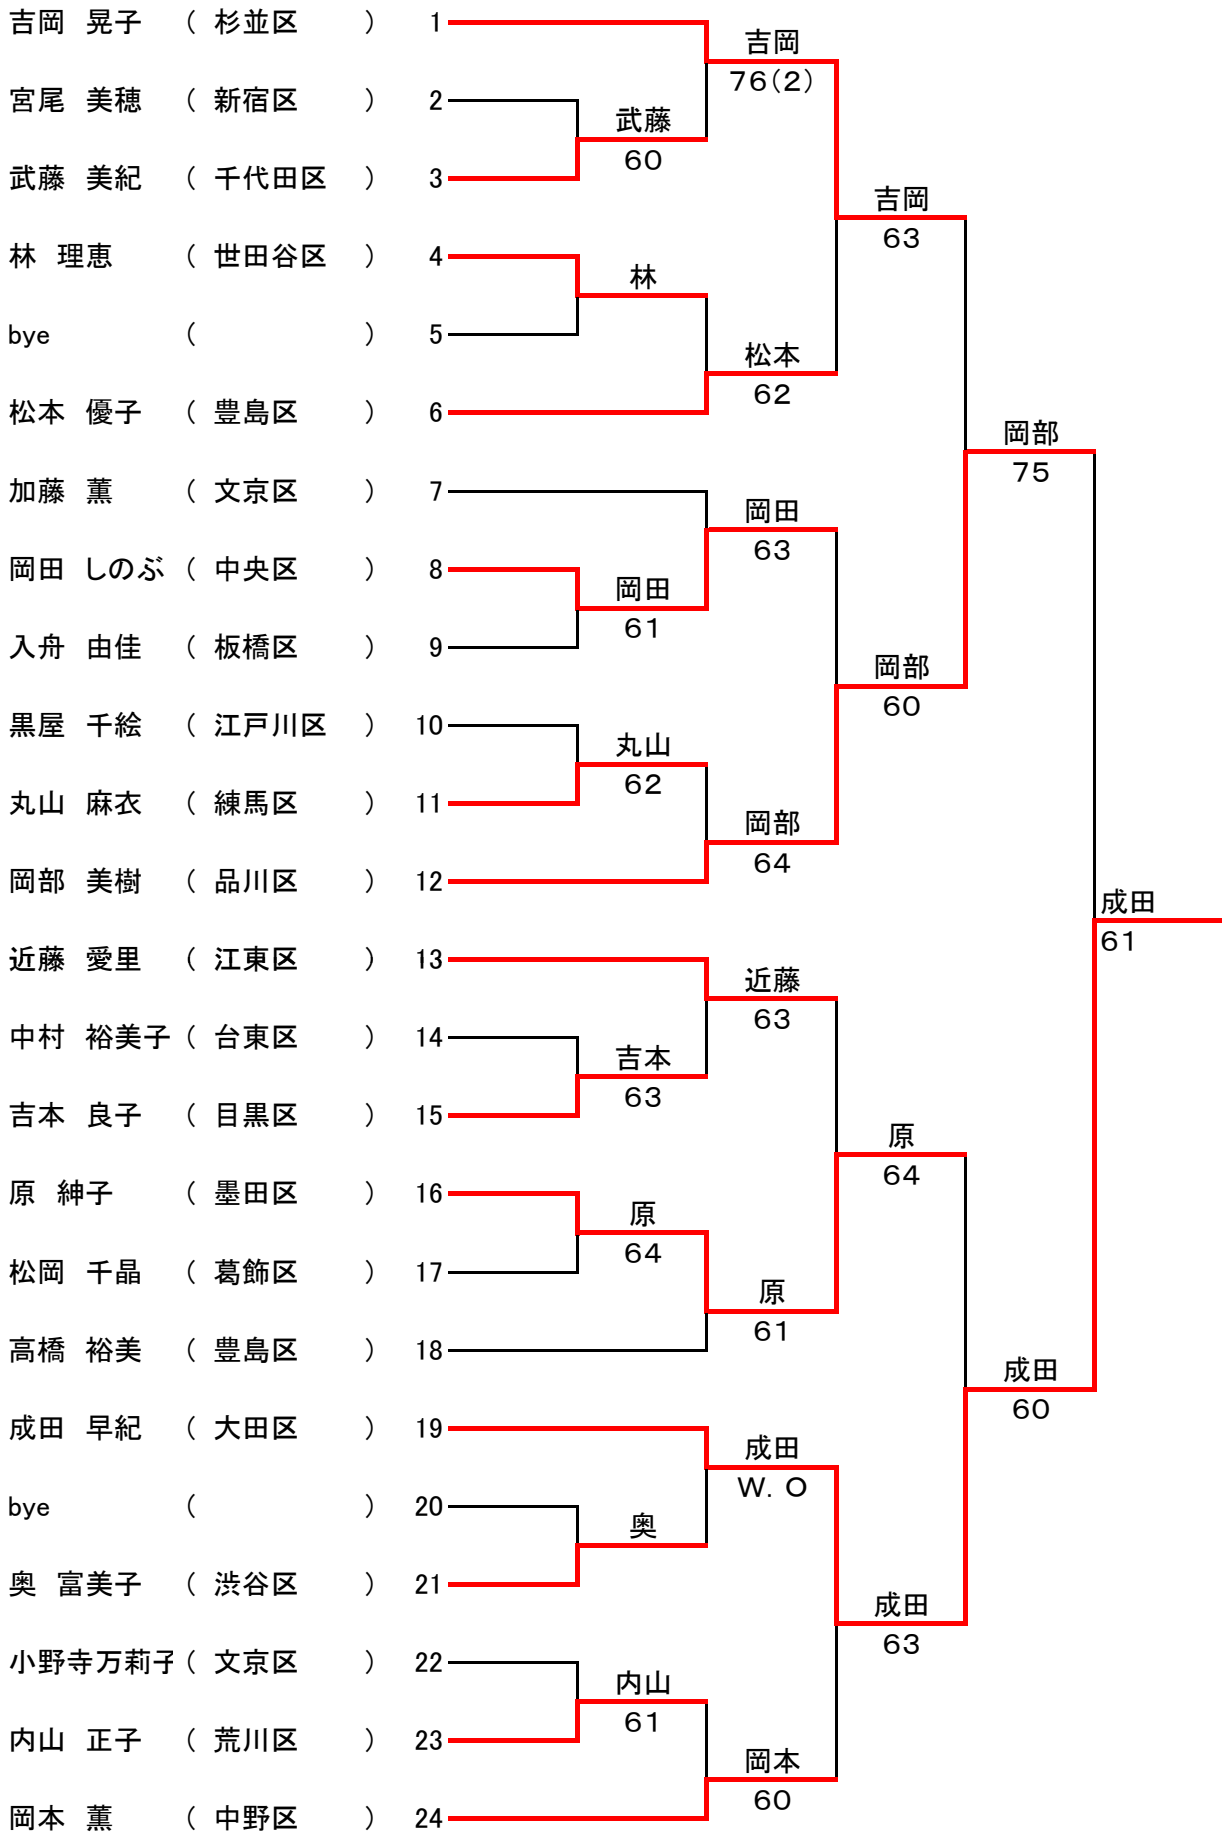 吉岡 晃子 ( 杉並区 ) 1
吉岡
76(2)
宮尾 美穂 ( 新宿区 ) 2
武藤
60
武藤 美紀 ( 千代田区 ) 3
吉岡
63
林 理恵 ( 世田谷区 ) 4
林
bye ( ) 5
松本
62
松本 優子 ( 豊島区 ) 6
岡部
75
加藤 薫 ( 文京区 ) 7
岡田
63
岡田 しのぶ ( 中央区 ) 8
岡田
61
入舟 由佳 ( 板橋区 ) 9
岡部
60
黒屋 千絵 ( 江戸川区 ) 10
丸山
62
丸山 麻衣 ( 練馬区 ) 11
岡部
64
岡部 美樹 ( 品川区 ) 12
成田
61
近藤 愛里 ( 江東区 ) 13
近藤
63
中村 裕美子 ( 台東区 ) 14
吉本
63
吉本 良子 ( 目黒区 ) 15
原
64
原 紳子 ( 墨田区 ) 16
原
64
松岡 千晶 ( 葛飾区 ) 17
原
61
高橋 裕美 ( 豊島区 ) 18
成田
60
成田 早紀 ( 大田区 ) 19
成田
W. O
bye ( ) 20
奥
奥 富美子 ( 渋谷区 ) 21
成田
63
小野寺万莉子 ( 文京区 ) 22
内山
61
内山 正子 ( 荒川区 ) 23
岡本
60
岡本 薫 ( 中野区 ) 24